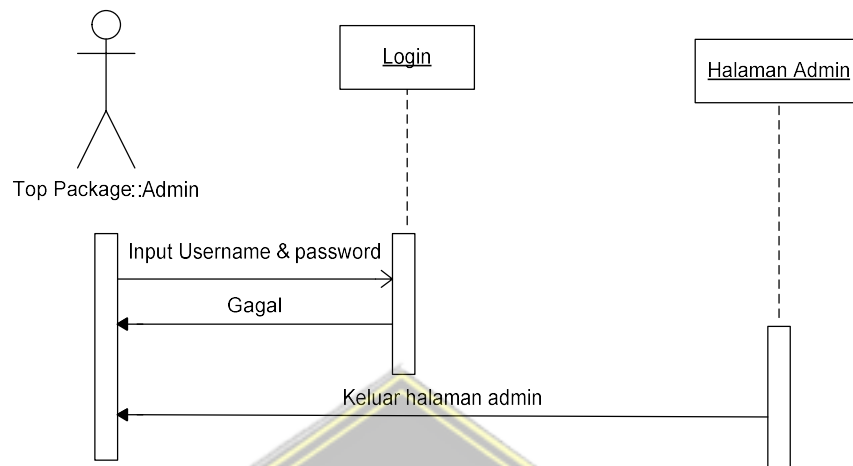 Login
Halaman Admin
Top Package::Admin
Input Username & password
Gagal
Keluar halaman admin